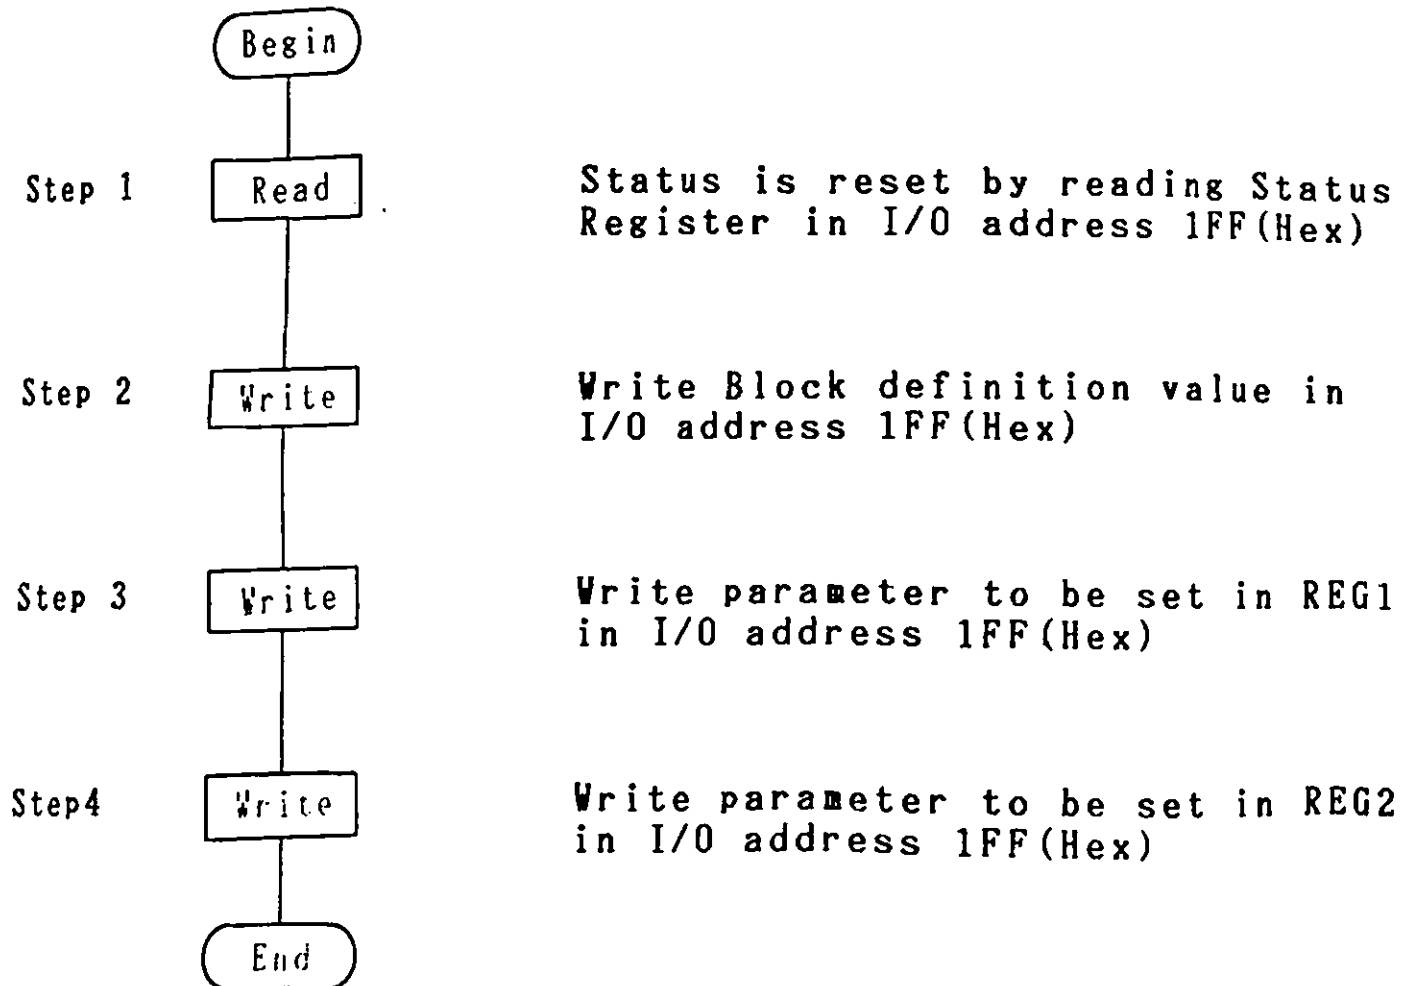 Begin
Step 1 Read Status is reset by reading Status
Register in I/O address 1FF(Hex)
Step 2 Write Write Block definition value in
I/O address 1FF(Hex)
Step 3 Write Write parameter to be set in REG1
in I/O address 1FF(Hex)
Step4 Write Write parameter to be set in REG2
in I/O address 1FF(Hex)
End